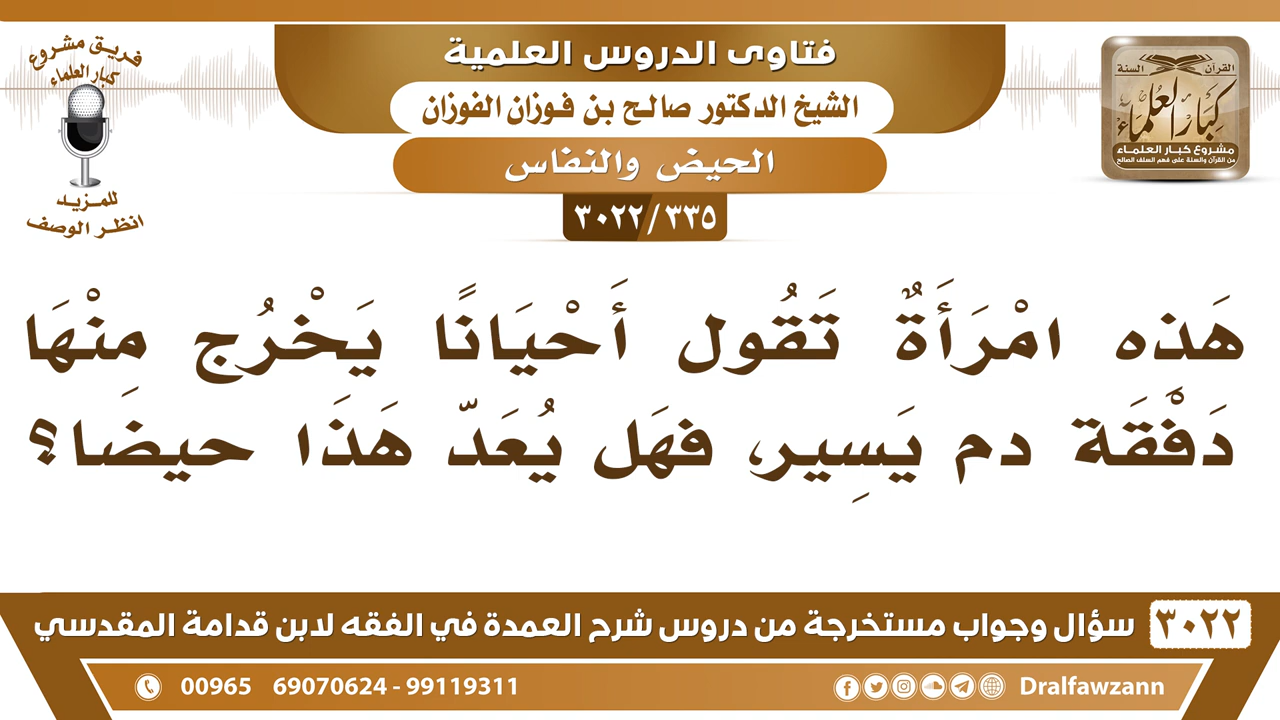 فتاوى الدروس العلمية
الشيخ الدكتور صالح بن فوزان الفوزان
الحيض والنفاس
٣٠٢٢/٣٣٥
فريق مشروع
كبار العلماء
للمزيد
انظر الوصف
القرآن السنة
كبار العلماء
مشروع كبار العلماء
من القرآن والسنة على فهم السلف الصالح
هَذه امْرَأَةٌ تَقُول أَحْيَانًا يَخْرُج مِنْهَا
دَفْقَة دم يَسِير، فهَل يُعَدّ هَذَا حيضًا؟
٣٠٢٢ سؤال وجواب مستخرجة من دروس شرح العمدة في الفقه لابن قدامة المقدسي
00965 69070624 - 99119311
Dralfawzann